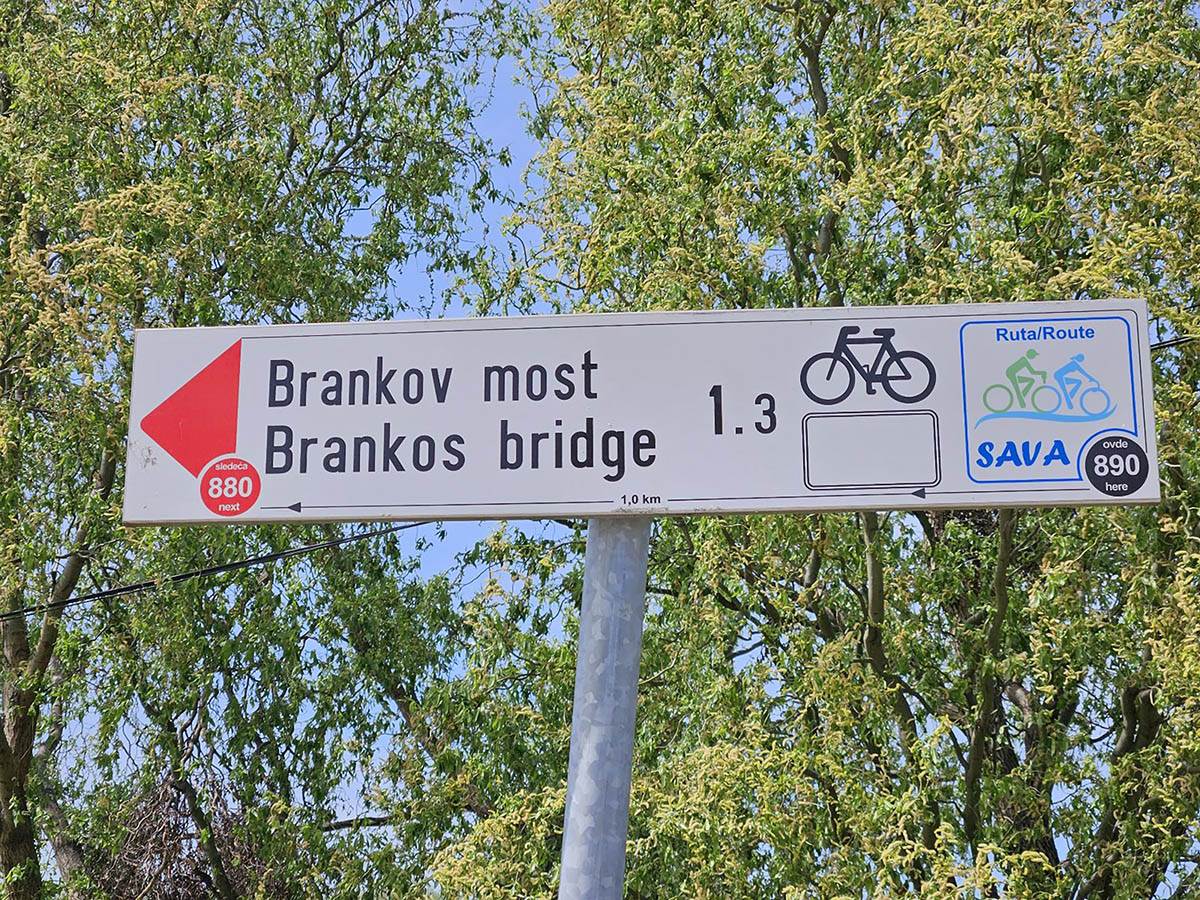 Brankov most
Brankos bridge
1.3
Ruta/Route
SAVA
ovde
890
here
sledeća
880
next
1,0 km